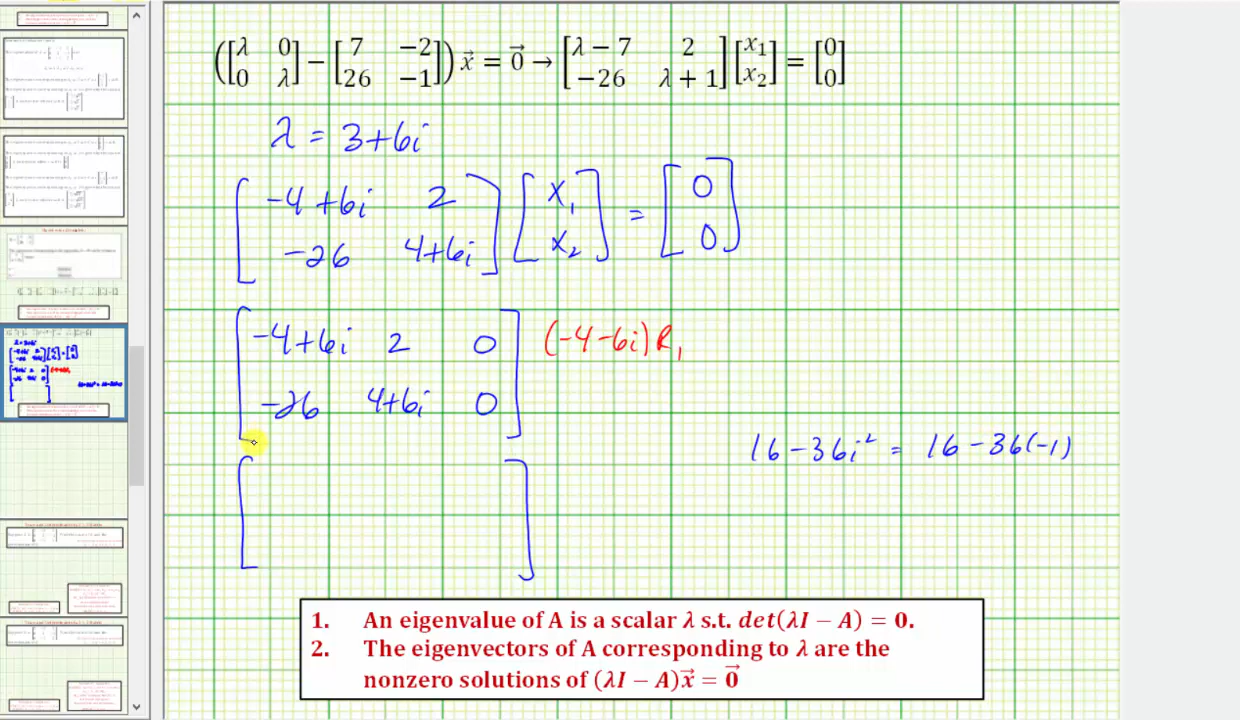 ([λ 0; 0 λ] − [7 −2; 26 −1]) x⃗ = 0⃗ → [λ − 7 2; −26 λ + 1] [x₁; x₂] = [0; 0]
λ = 3+6i
[-4+6i 2; -26 4+6i] [x₁; x₂] = [0; 0]
[-4+6i 2 0; -26 4+6i 0] (-4-6i)R₁
16-36i² = 16-36(-1)
1. An eigenvalue of A is a scalar λ s.t. det(λI − A) = 0.
2. The eigenvectors of A corresponding to λ are the
nonzero solutions of (λI − A)x⃗ = 0⃗